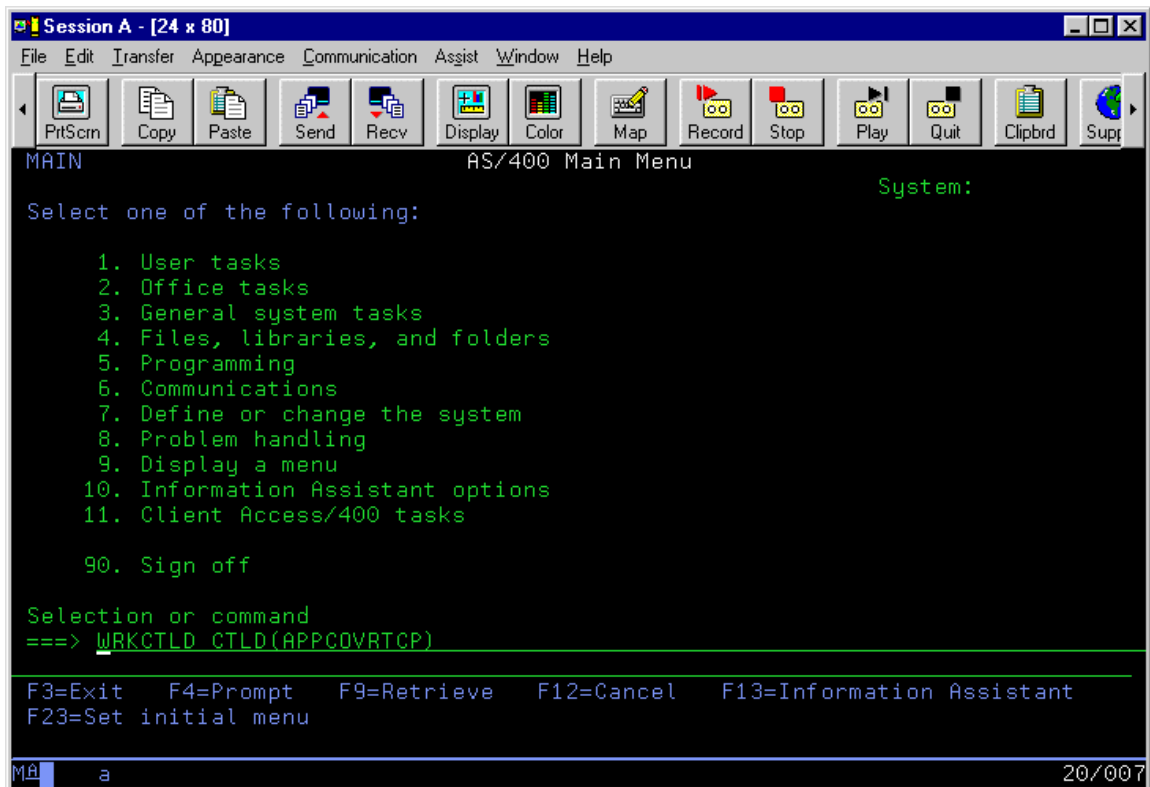 Session A - [24 x 80]
File Edit Transfer Appearance Communication Assist Window Help
PrtScrn Copy Paste Send Recv Display Color Map Record Stop Play Quit Clipbrd Supp
MAIN AS/400 Main Menu
System:
Select one of the following:
1. User tasks
2. Office tasks
3. General system tasks
4. Files, libraries, and folders
5. Programming
6. Communications
7. Define or change the system
8. Problem handling
9. Display a menu
10. Information Assistant options
11. Client Access/400 tasks
90. Sign off
Selection or command
===> WRKCTLD CTLD(APPCOVRTCP)
F3=Exit F4=Prompt F9=Retrieve F12=Cancel F13=Information Assistant
F23=Set initial menu
MA a 20/007